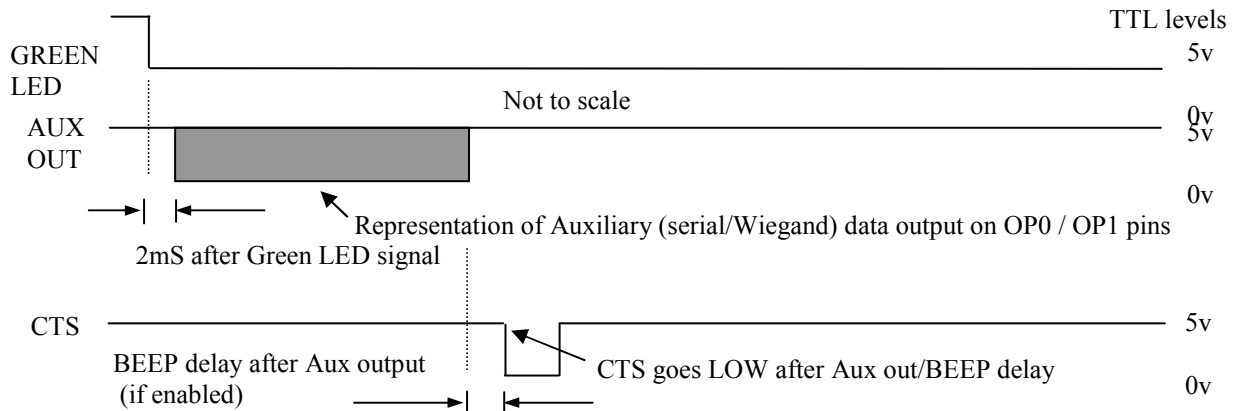 TTL levels
GREEN
LED
5v
Not to scale
0v
AUX
OUT
5v
0v
Representation of Auxiliary (serial/Wiegand) data output on OP0 / OP1 pins
2mS after Green LED signal
CTS
5v
BEEP delay after Aux output
(if enabled)
CTS goes LOW after Aux out/BEEP delay
0v